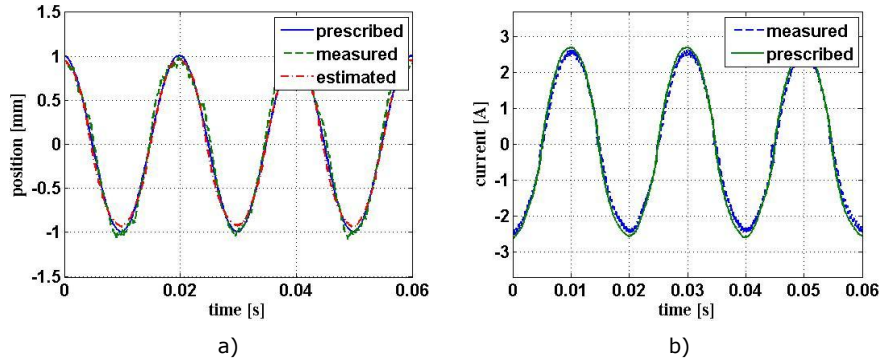 1.5
1
0.5
0
-0.5
-1
-1.5
position [mm]
prescribed
measured
estimated
0
0.02
0.04
0.06
time [s]
a)
3
2
1
0
-1
-2
-3
current [A]
measured
prescribed
0
0.01
0.02
0.03
0.04
0.05
0.06
time [s]
b)